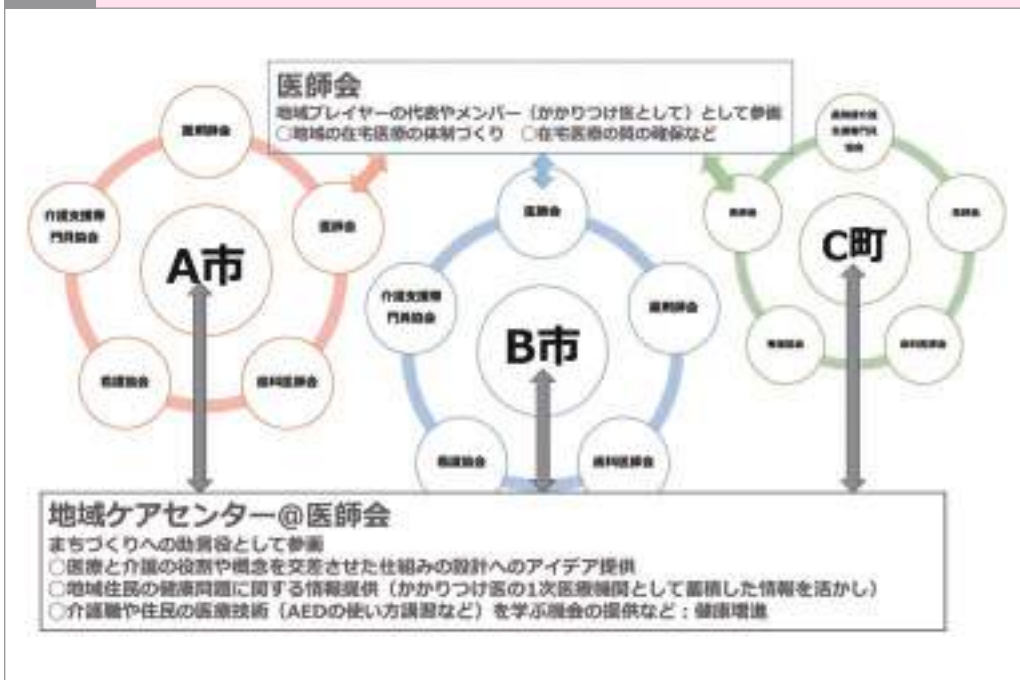 医師会
地域プレイヤーの代表やメンバー（かかりつけ医として）として参画
○地域の在宅医療の体制づくり　○在宅医療の質の確保など
薬剤師会
介護支援専
門員協会
医師会
A市
看護協会
歯科医師会
医師会
介護支援専
門員協会
薬剤師会
B市
看護協会
歯科医師会
協会
医師会
C町
看護協会
歯科医師会
地域ケアセンター@医師会
まちづくりへの助言役として参画
○医療と介護の役割や概念を交差させた仕組みの設計へのアイデア提供
○地域住民の健康問題に関する情報提供（かかりつけ医の1次医療機関として蓄積した情報を活かし）
○介護職や住民の医療技術（AEDの使い方講習など）を学ぶ機会の提供など：健康増進